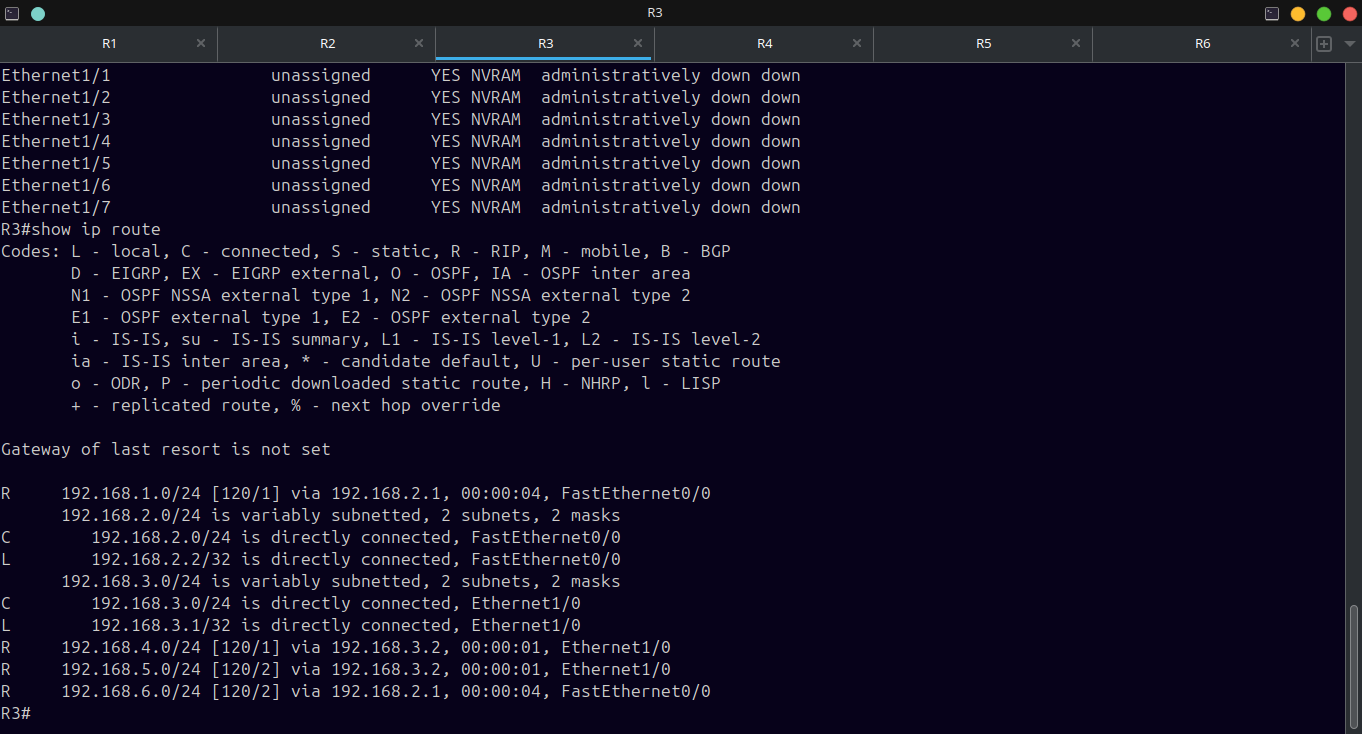 R3
R1 R2 R3 R4 R5 R6
Ethernet1/1                unassigned      YES NVRAM  administratively down down
Ethernet1/2                unassigned      YES NVRAM  administratively down down
Ethernet1/3                unassigned      YES NVRAM  administratively down down
Ethernet1/4                unassigned      YES NVRAM  administratively down down
Ethernet1/5                unassigned      YES NVRAM  administratively down down
Ethernet1/6                unassigned      YES NVRAM  administratively down down
Ethernet1/7                unassigned      YES NVRAM  administratively down down
R3#show ip route
Codes: L - local, C - connected, S - static, R - RIP, M - mobile, B - BGP
       D - EIGRP, EX - EIGRP external, O - OSPF, IA - OSPF inter area
       N1 - OSPF NSSA external type 1, N2 - OSPF NSSA external type 2
       E1 - OSPF external type 1, E2 - OSPF external type 2
       i - IS-IS, su - IS-IS summary, L1 - IS-IS level-1, L2 - IS-IS level-2
       ia - IS-IS inter area, * - candidate default, U - per-user static route
       o - ODR, P - periodic downloaded static route, H - NHRP, l - LISP
       + - replicated route, % - next hop override

Gateway of last resort is not set

R     192.168.1.0/24 [120/1] via 192.168.2.1, 00:00:04, FastEthernet0/0
      192.168.2.0/24 is variably subnetted, 2 subnets, 2 masks
C        192.168.2.0/24 is directly connected, FastEthernet0/0
L        192.168.2.2/32 is directly connected, FastEthernet0/0
      192.168.3.0/24 is variably subnetted, 2 subnets, 2 masks
C        192.168.3.0/24 is directly connected, Ethernet1/0
L        192.168.3.1/32 is directly connected, Ethernet1/0
R     192.168.4.0/24 [120/1] via 192.168.3.2, 00:00:01, Ethernet1/0
R     192.168.5.0/24 [120/2] via 192.168.3.2, 00:00:01, Ethernet1/0
R     192.168.6.0/24 [120/2] via 192.168.2.1, 00:00:04, FastEthernet0/0
R3#